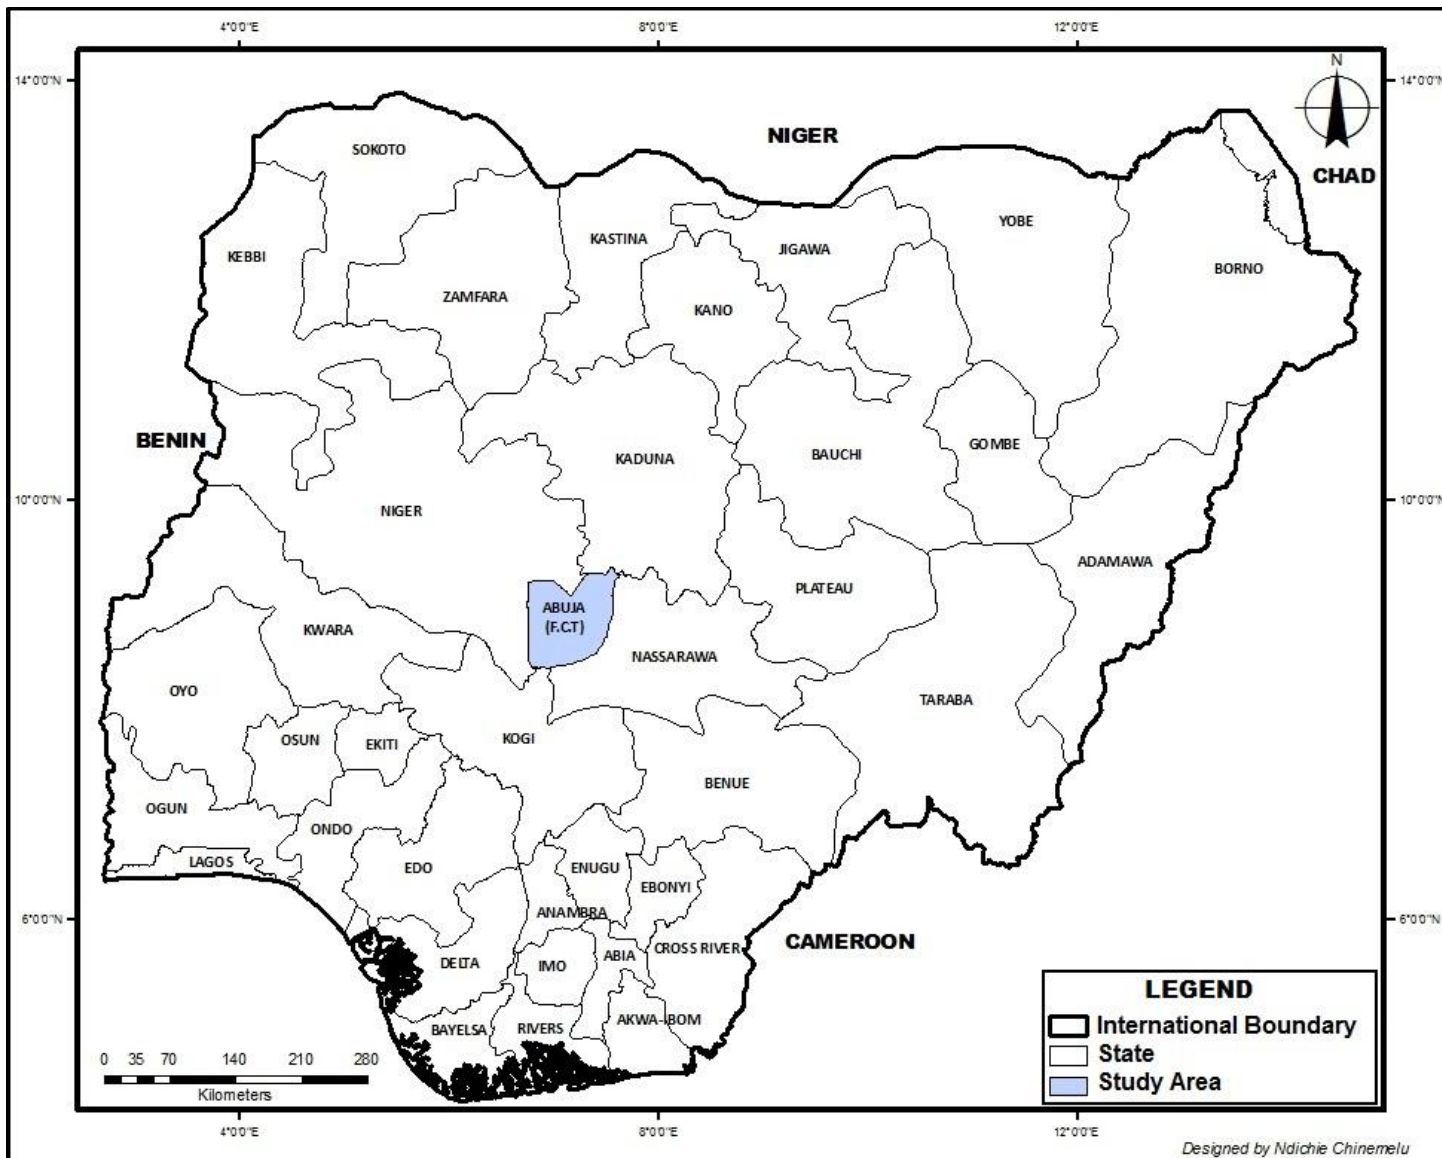 4°0'0"E 8°0'0"E 12°0'0"E
14°0'0"N 14°0'0"N
N
NIGER
CHAD
SOKOTO
KEBBI
ZAMFARA
KASTINA
KANO
JIGAWA
YOBE
BORNO
BENIN
NIGER
KADUNA
BAUCHI
GOMBE
10°0'0"N 10°0'0"N
ADAMAWA
PLATEAU
ABUJA
(F.C.T)
KWARA
NASSARAWA
OYO
TARABA
OSUN
EKITI
KOGI
BENUE
OGUN
ONDO
LAGOS
EDO
ENUGU
EBONYI
ANAMBRA
6°0'0"N 6°0'0"N
CROSS RIVER
CAMEROON
DELTA
IMO
ABIA
BAYELSA
RIVERS
AKWA-IBOM
LEGEND
International Boundary
State
Study Area
0 35 70 140 210 280
Kilometers
4°0'0"E 8°0'0"E 12°0'0"E
Designed by Ndichie Chinemelu